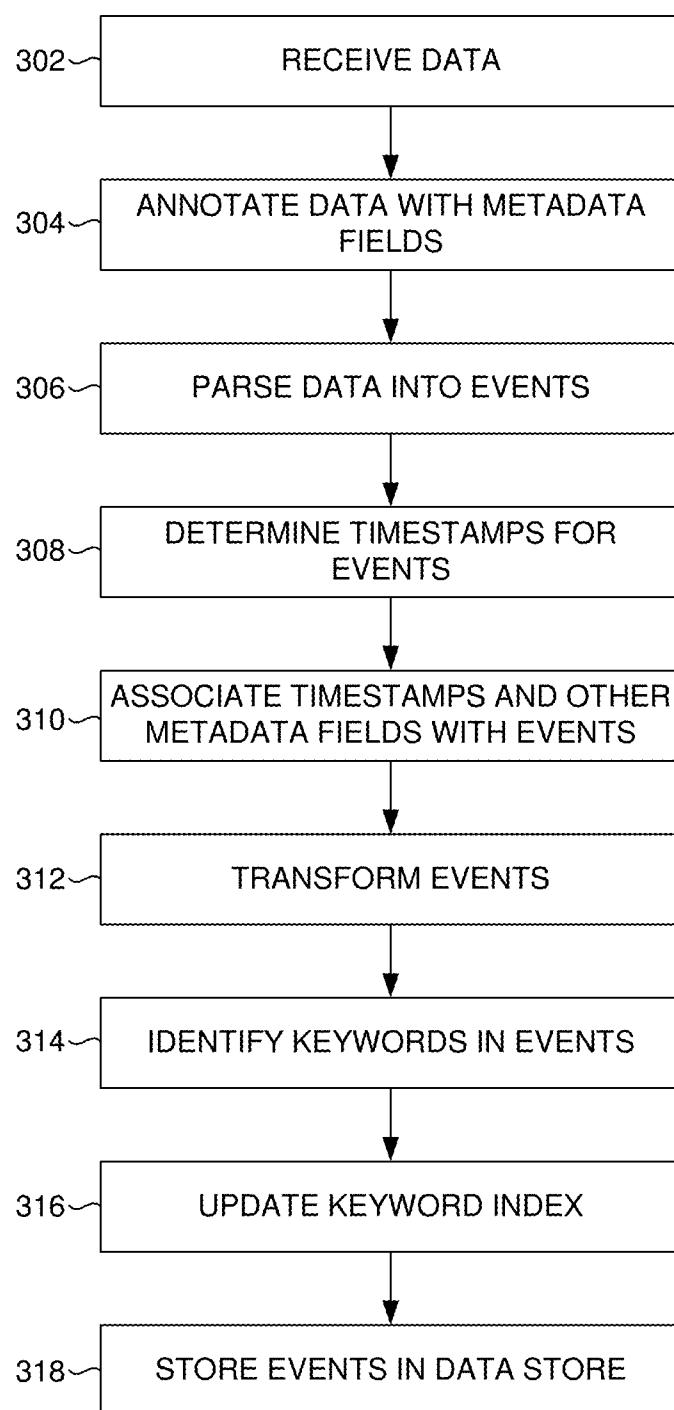 302
RECEIVE DATA
304
ANNOTATE DATA WITH METADATA
FIELDS
306
PARSE DATA INTO EVENTS
308
DETERMINE TIMESTAMPS FOR
EVENTS
310
ASSOCIATE TIMESTAMPS AND OTHER
METADATA FIELDS WITH EVENTS
312
TRANSFORM EVENTS
314
IDENTIFY KEYWORDS IN EVENTS
316
UPDATE KEYWORD INDEX
318
STORE EVENTS IN DATA STORE